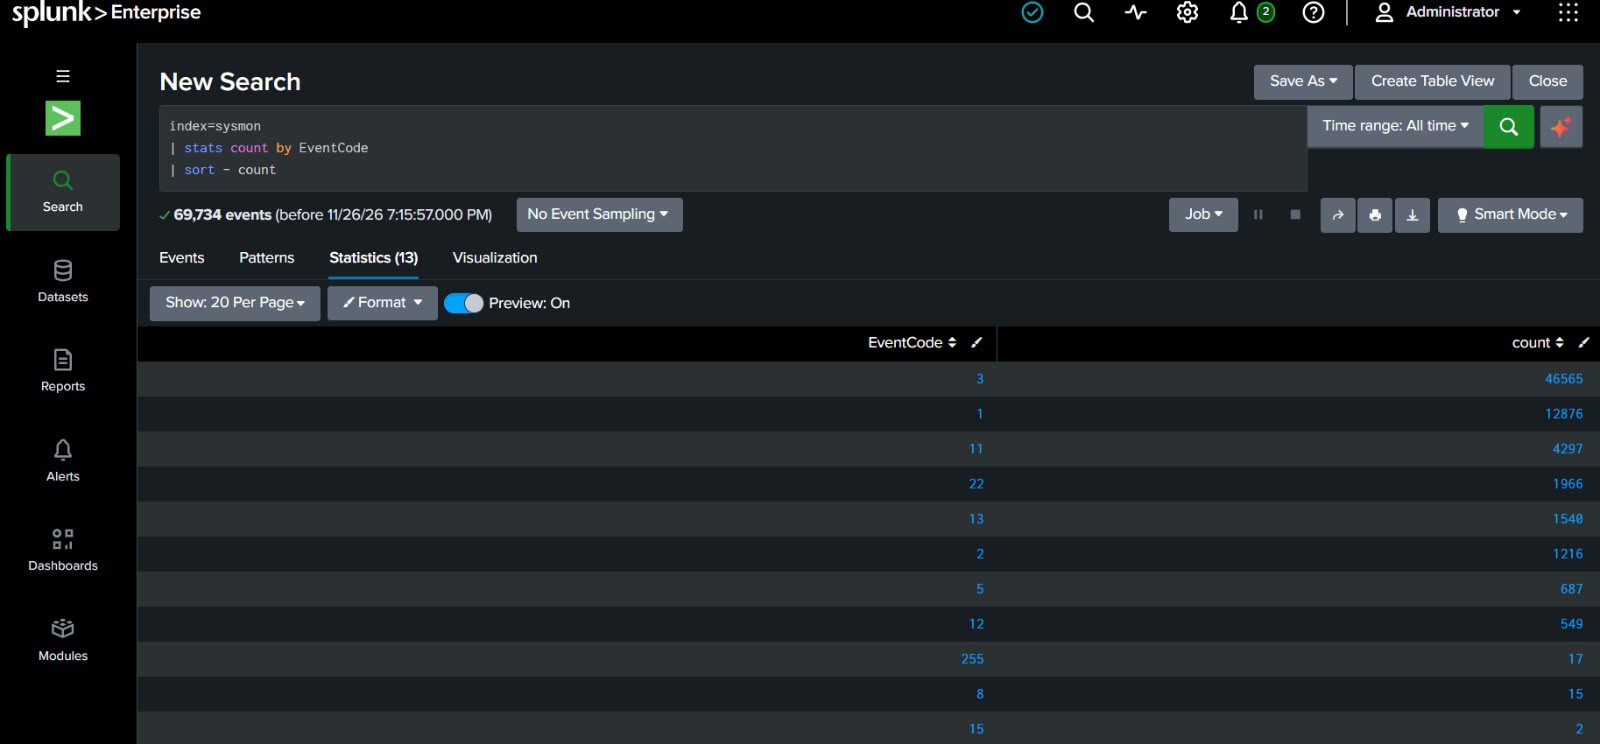 splunk> Enterprise
2
Administrator
New Search
Save As
Create Table View
Close
index=sysmon
| stats count by EventCode
| sort - count
Time range: All time
69,734 events (before 11/26/26 7:15:57.000 PM)
No Event Sampling
Job
Smart Mode
Search
Datasets
Reports
Alerts
Dashboards
Modules
Events
Patterns
Statistics (13)
Visualization
Show: 20 Per Page
Format
Preview: On
EventCode count
3 46565
1 12876
11 4297
22 1966
13 1540
2 1216
5 687
12 549
255 17
8 15
15 2